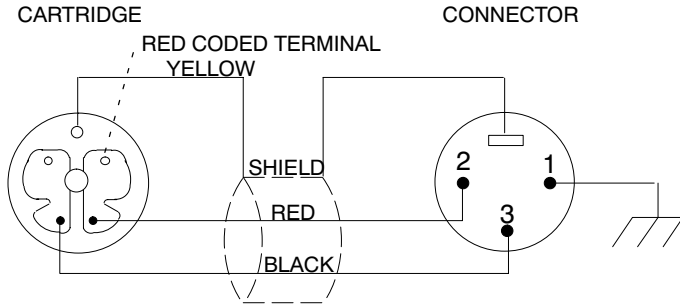 CARTRIDGE
CONNECTOR
RED CODED TERMINAL
YELLOW
SHIELD
2
1
RED
3
BLACK